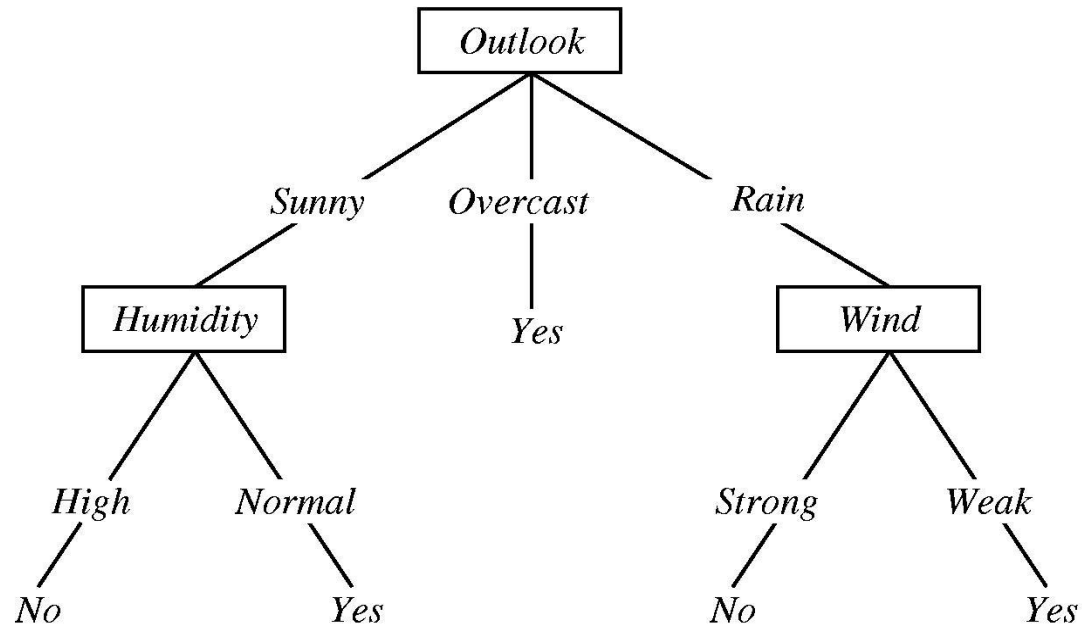 Outlook
Sunny Overcast Rain
Humidity Yes Wind
High Normal Strong Weak
No Yes No Yes